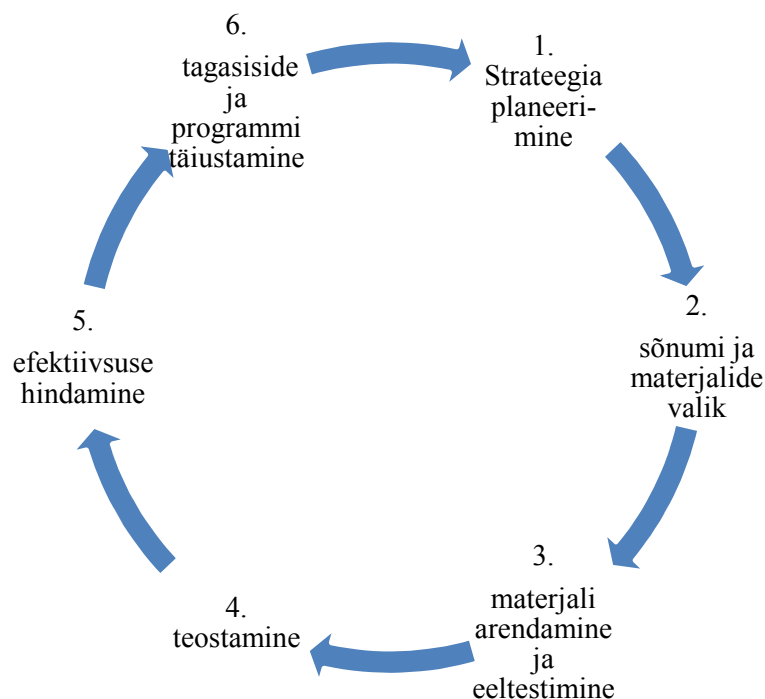 1.
Strateegia
planeeri-
mine
2.
sõnumi ja
materjalide
valik
3.
materjali
arendamine
ja
eeltestimine
4.
teostamine
5.
efektiivsuse
hindamine
6.
tagasiside
ja
programmi
täiustamine